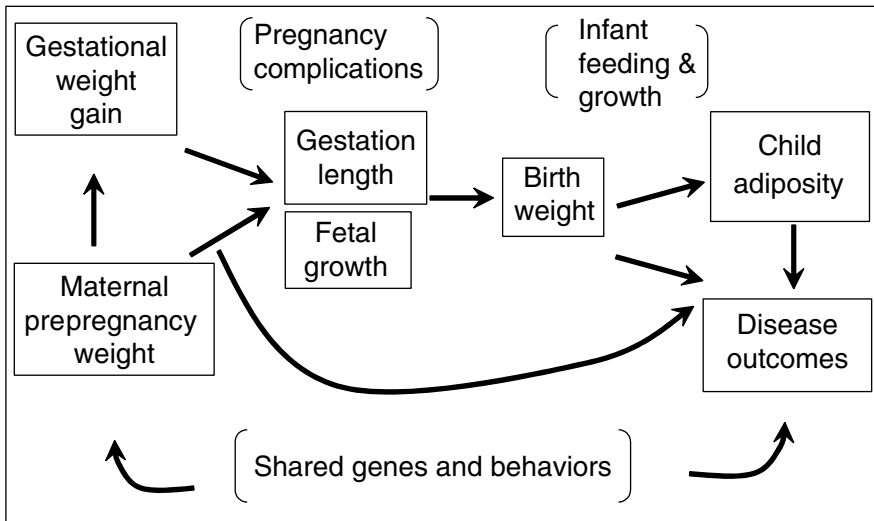 Gestational
weight
gain
Pregnancy
complications
Infant
feeding &
growth
Gestation
length
Fetal
growth
Birth
weight
Child
adiposity
Maternal
prepregnancy
weight
Disease
outcomes
Shared genes and behaviors